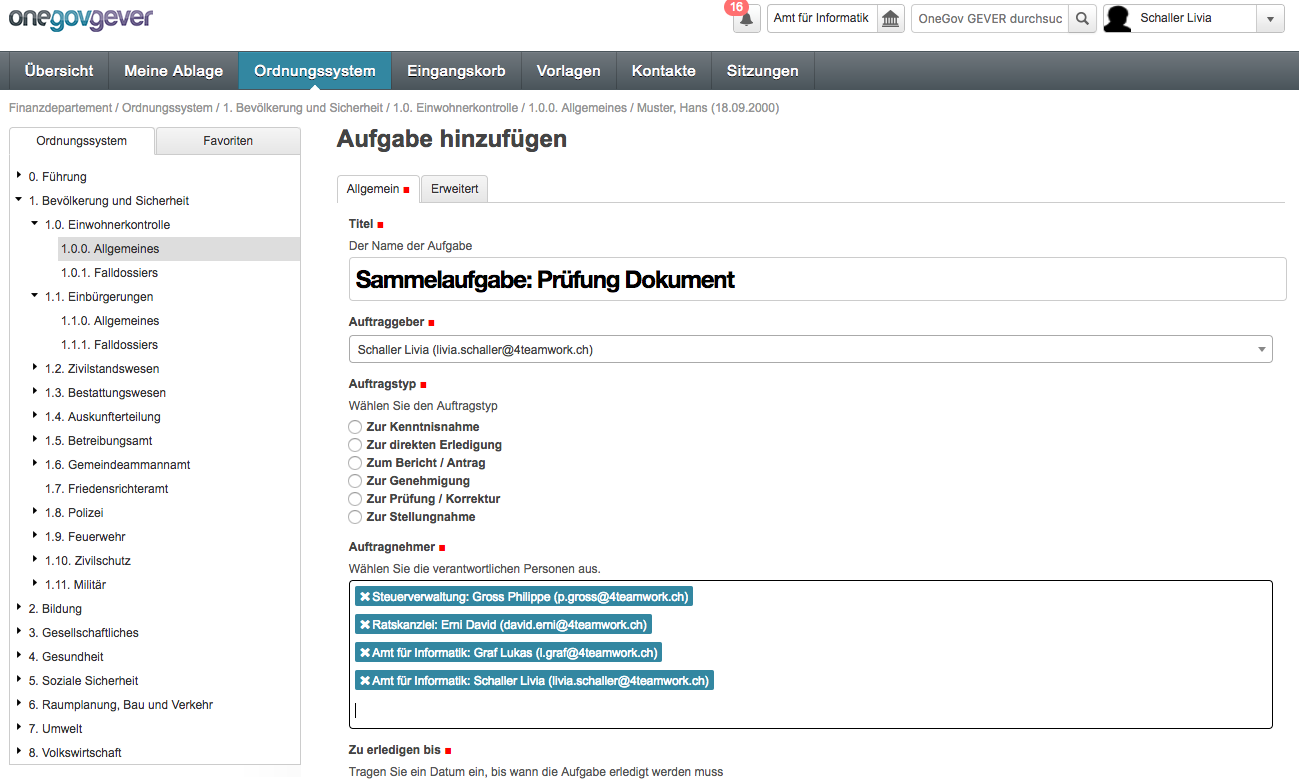 onegovgever
16
Amt für Informatik
OneGov GEVER durchsuc
Schaller Livia
Übersicht
Meine Ablage
Ordnungssystem
Eingangskorb
Vorlagen
Kontakte
Sitzungen
Finanzdepartement / Ordnungssystem / 1. Bevölkerung und Sicherheit / 1.0. Einwohnerkontrolle / 1.0.0. Allgemeines / Muster, Hans (18.09.2000)
Ordnungssystem
Favoriten
0. Führung
1. Bevölkerung und Sicherheit
1.0. Einwohnerkontrolle
1.0.0. Allgemeines
1.0.1. Falldossiers
1.1. Einbürgerungen
1.1.0. Allgemeines
1.1.1. Falldossiers
1.2. Zivilstandswesen
1.3. Bestattungswesen
1.4. Auskunfterteilung
1.5. Betreibungsamt
1.6. Gemeindeammannamt
1.7. Friedensrichteramt
1.8. Polizei
1.9. Feuerwehr
1.10. Zivilschutz
1.11. Militär
2. Bildung
3. Gesellschaftliches
4. Gesundheit
5. Soziale Sicherheit
6. Raumplanung, Bau und Verkehr
7. Umwelt
8. Volkswirtschaft
Aufgabe hinzufügen
Allgemein
Erweitert
Titel
Der Name der Aufgabe
Sammelaufgabe: Prüfung Dokument
Auftraggeber
Schaller Livia (livia.schaller@4teamwork.ch)
Auftragstyp
Wählen Sie den Auftragstyp
Zur Kenntnisnahme
Zur direkten Erledigung
Zum Bericht / Antrag
Zur Genehmigung
Zur Prüfung / Korrektur
Zur Stellungnahme
Auftragnehmer
Wählen Sie die verantwortlichen Personen aus.
Steuerverwaltung: Gross Philippe (p.gross@4teamwork.ch)
Ratskanzlei: Erni David (david.erni@4teamwork.ch)
Amt für Informatik: Graf Lukas (l.graf@4teamwork.ch)
Amt für Informatik: Schaller Livia (livia.schaller@4teamwork.ch)
Zu erledigen bis
Tragen Sie ein Datum ein, bis wann die Aufgabe erledigt werden muss